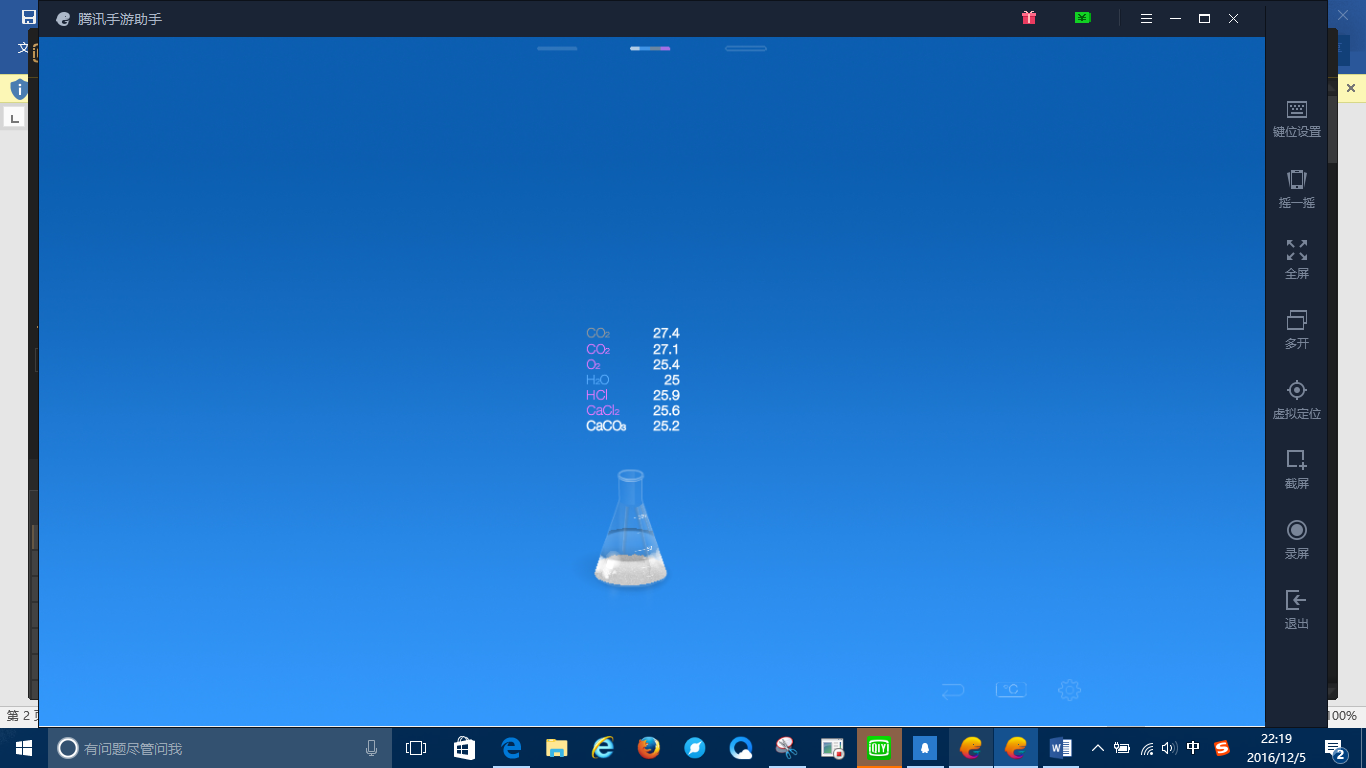 腾讯手游助手
文
键位设置
摇一摇
全屏
多开
虚拟定位
截屏
录屏
退出
CO₂ 27.4
CO₂ 27.1
O₂ 25.4
H₂O 25
HCl 25.9
CaCl₂ 25.6
CaCO₃ 25.2
°C
第 2
100%
有问题尽管问我
DIY
中
22:19
2016/12/5
2